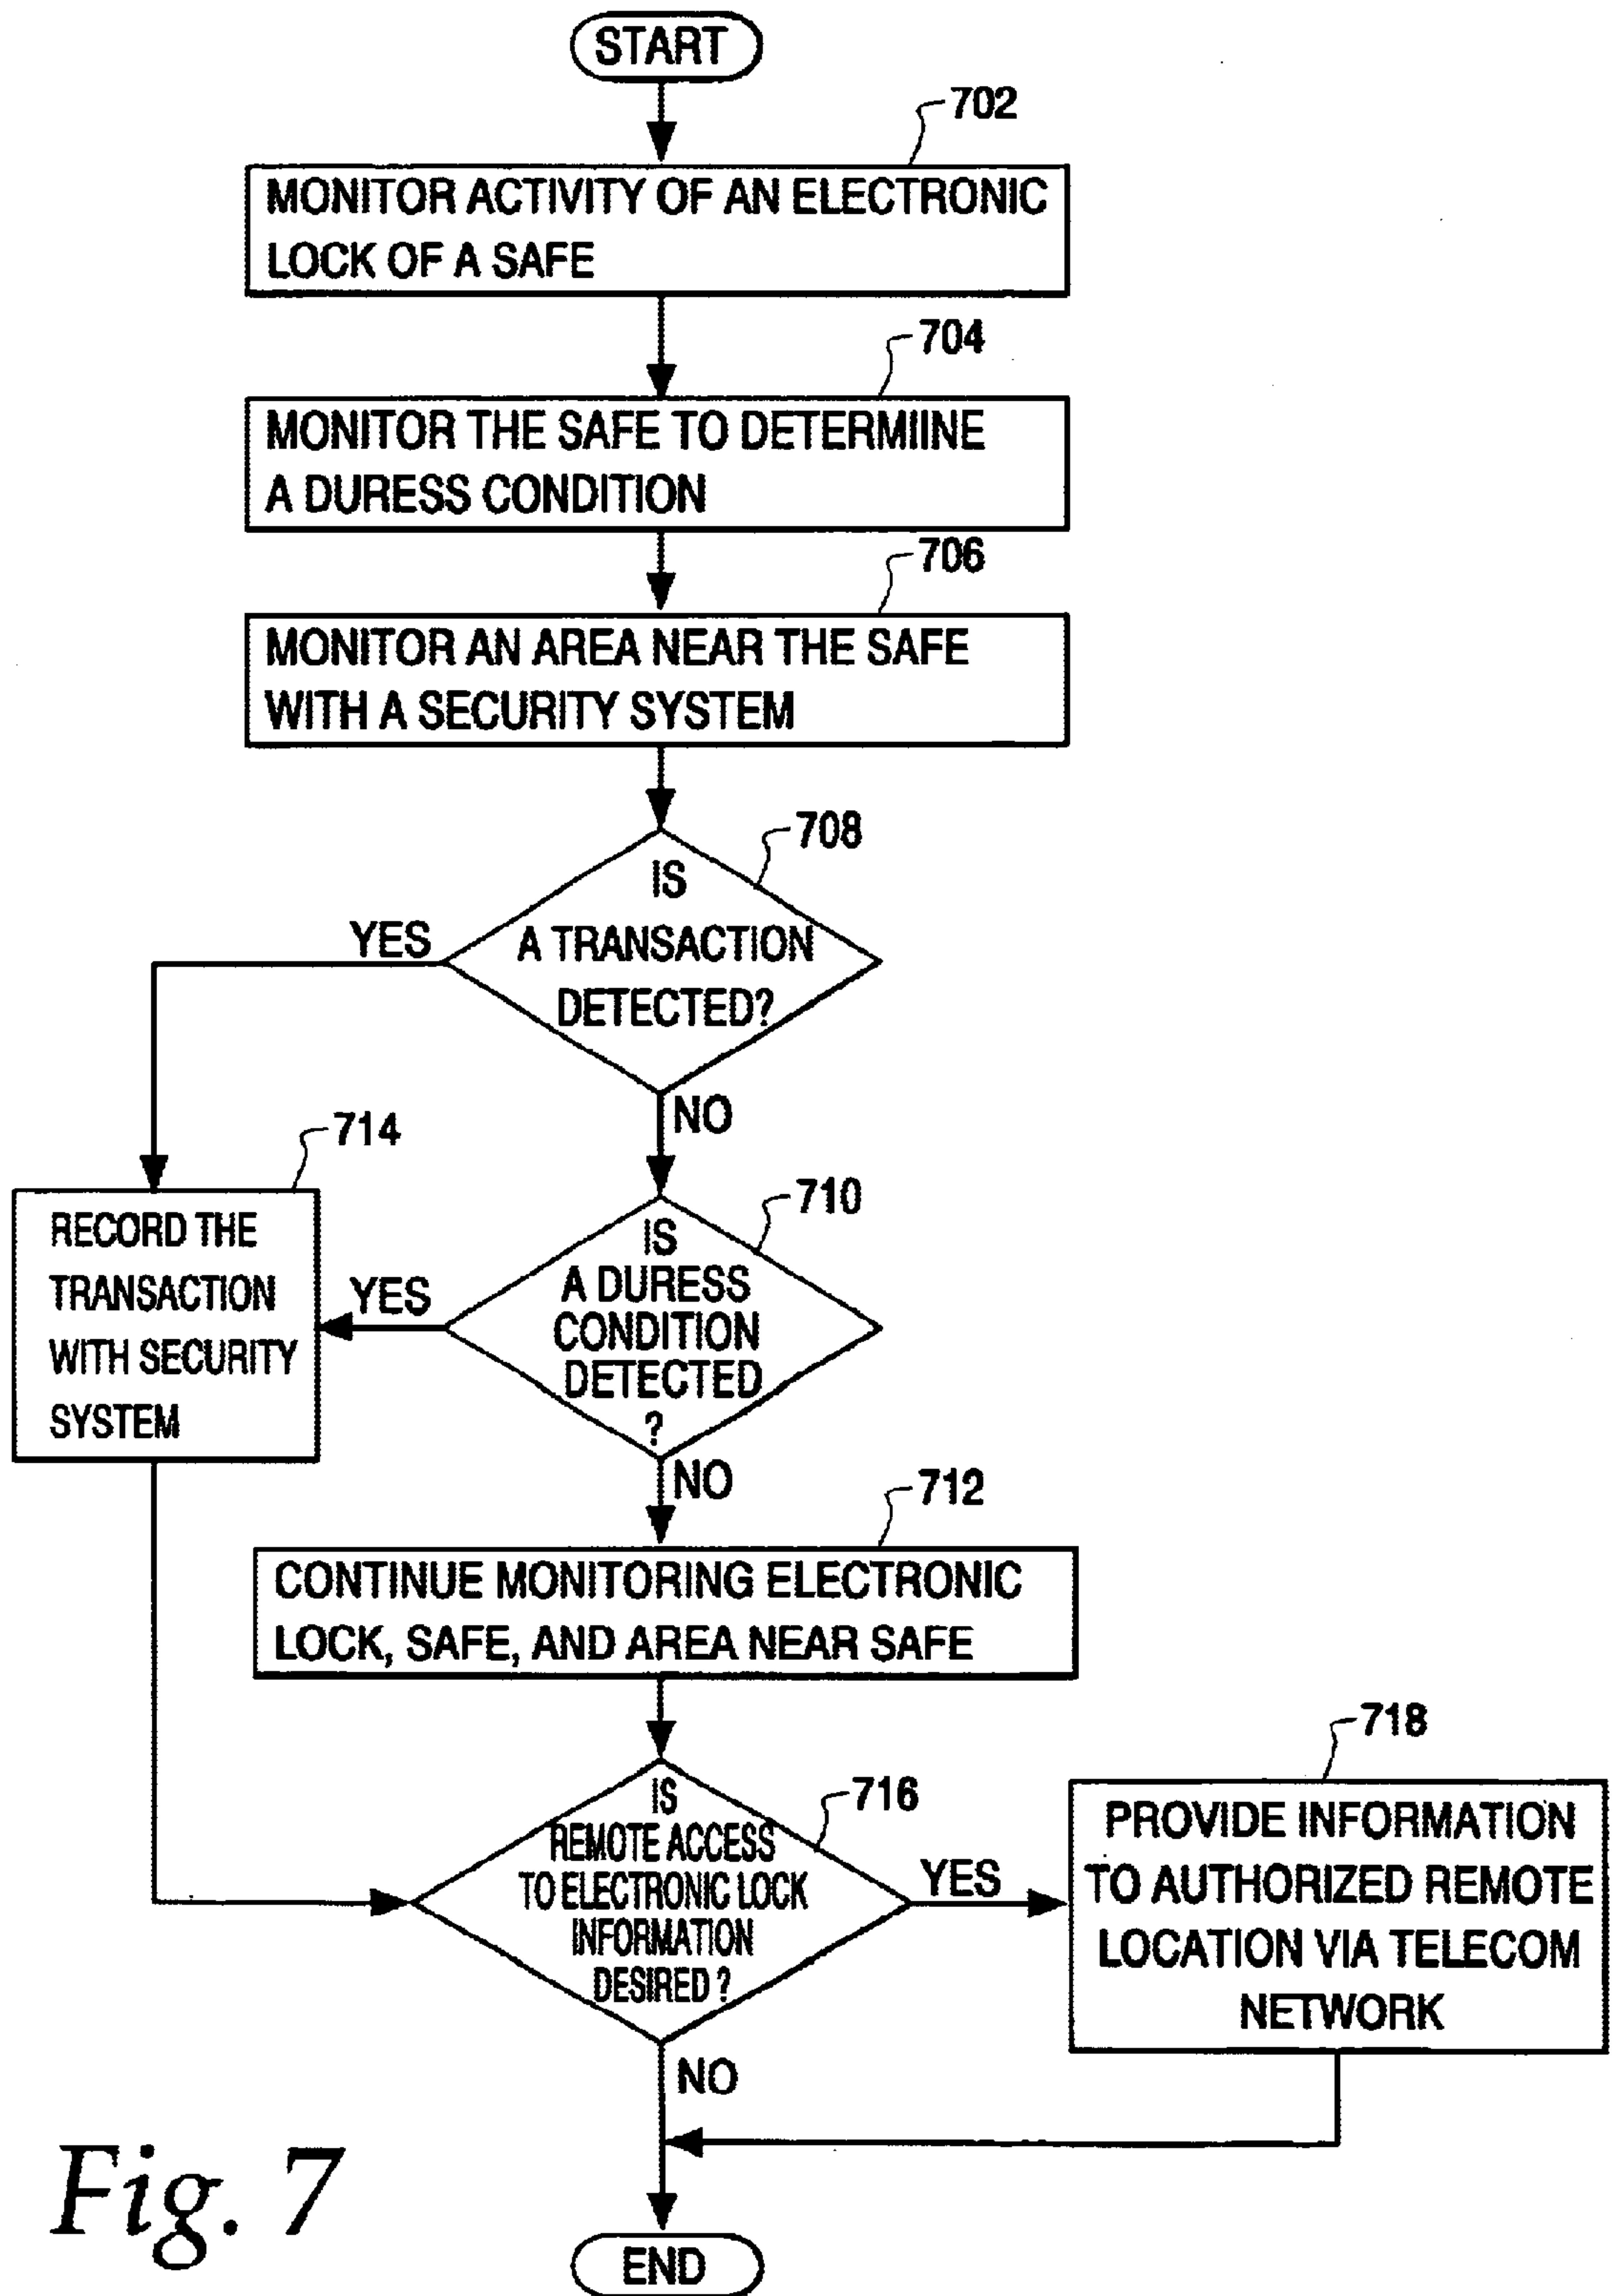 START
702
MONITOR ACTIVITY OF AN ELECTRONIC
LOCK OF A SAFE
704
MONITOR THE SAFE TO DETERMIINE
A DURESS CONDITION
706
MONITOR AN AREA NEAR THE SAFE
WITH A SECURITY SYSTEM
708
IS
A TRANSACTION
DETECTED?
YES
NO
714
RECORD THE
TRANSACTION
WITH SECURITY
SYSTEM
710
IS
A DURESS
CONDITION
DETECTED
?
YES
NO
712
CONTINUE MONITORING ELECTRONIC
LOCK, SAFE, AND AREA NEAR SAFE
716
IS
REMOTE ACCESS
TO ELECTRONIC LOCK
INFORMATION
DESIRED ?
YES
NO
718
PROVIDE INFORMATION
TO AUTHORIZED REMOTE
LOCATION VIA TELECOM
NETWORK
END
Fig. 7